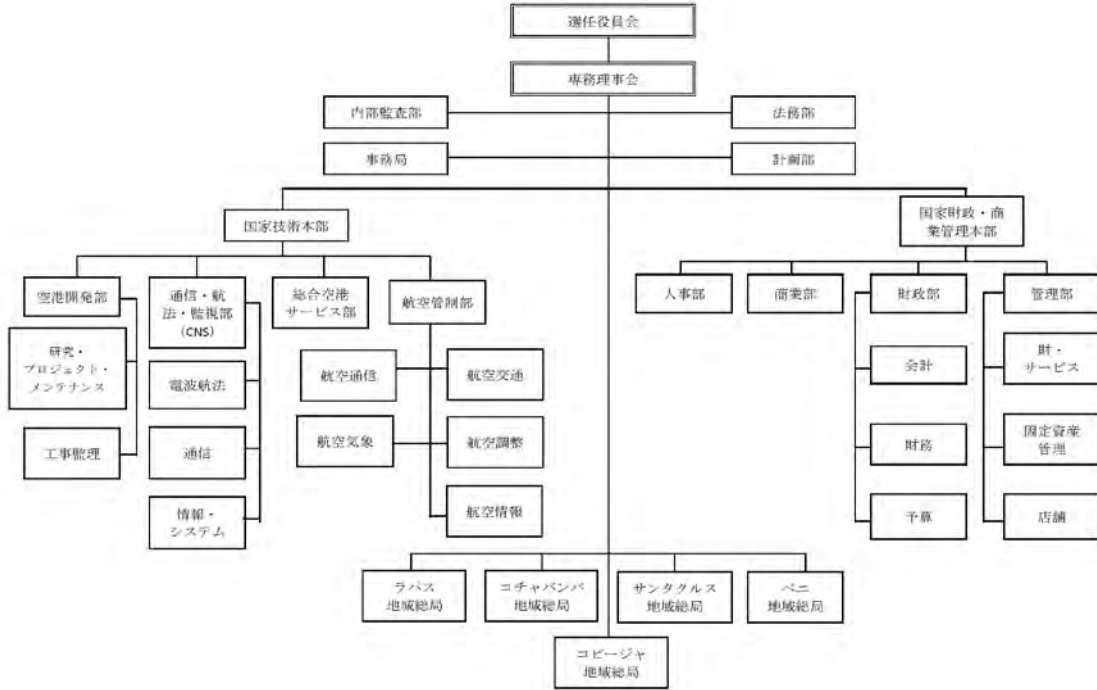 選任役員会
専務理事会
内部監査部
法務部
事務局
計画部
国家技術本部
国家財政・商
業管理本部
空港開発部
通信・航
法・監視部
(CNS)
総合空港
サービス部
航空管制部
人事部
商業部
財政部
管理部
研究・
プロジェクト・
メンテナンス
電波航法
航空通信
航空交通
会計
財・
サービス
工事監理
通信
航空気象
航空調整
財務
固定資産
管理
情報・
システム
航空情報
予算
店舗
ラパス
地域総局
コチャバンバ
地域総局
サンタクルス
地域総局
ベニ
地域総局
コビージャ
地域総局